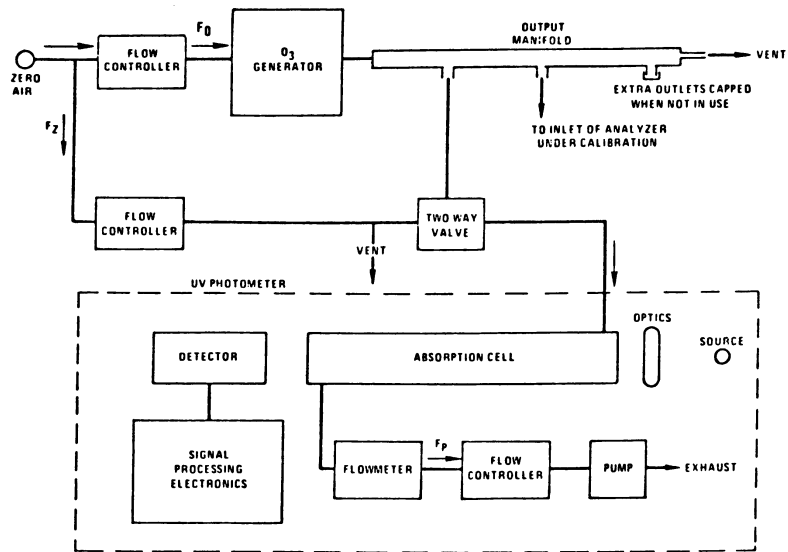 ZERO
AIR
FLOW
CONTROLLER
FO
O3
GENERATOR
OUTPUT
MANIFOLD
VENT
EXTRA OUTLETS CAPPED
WHEN NOT IN USE
TO INLET OF ANALYZER
UNDER CALIBRATION
FZ
FLOW
CONTROLLER
VENT
TWO WAY
VALVE
UV PHOTOMETER
DETECTOR
ABSORPTION CELL
OPTICS
SOURCE
SIGNAL
PROCESSING
ELECTRONICS
FLOWMETER
FP
FLOW
CONTROLLER
PUMP
EXHAUST